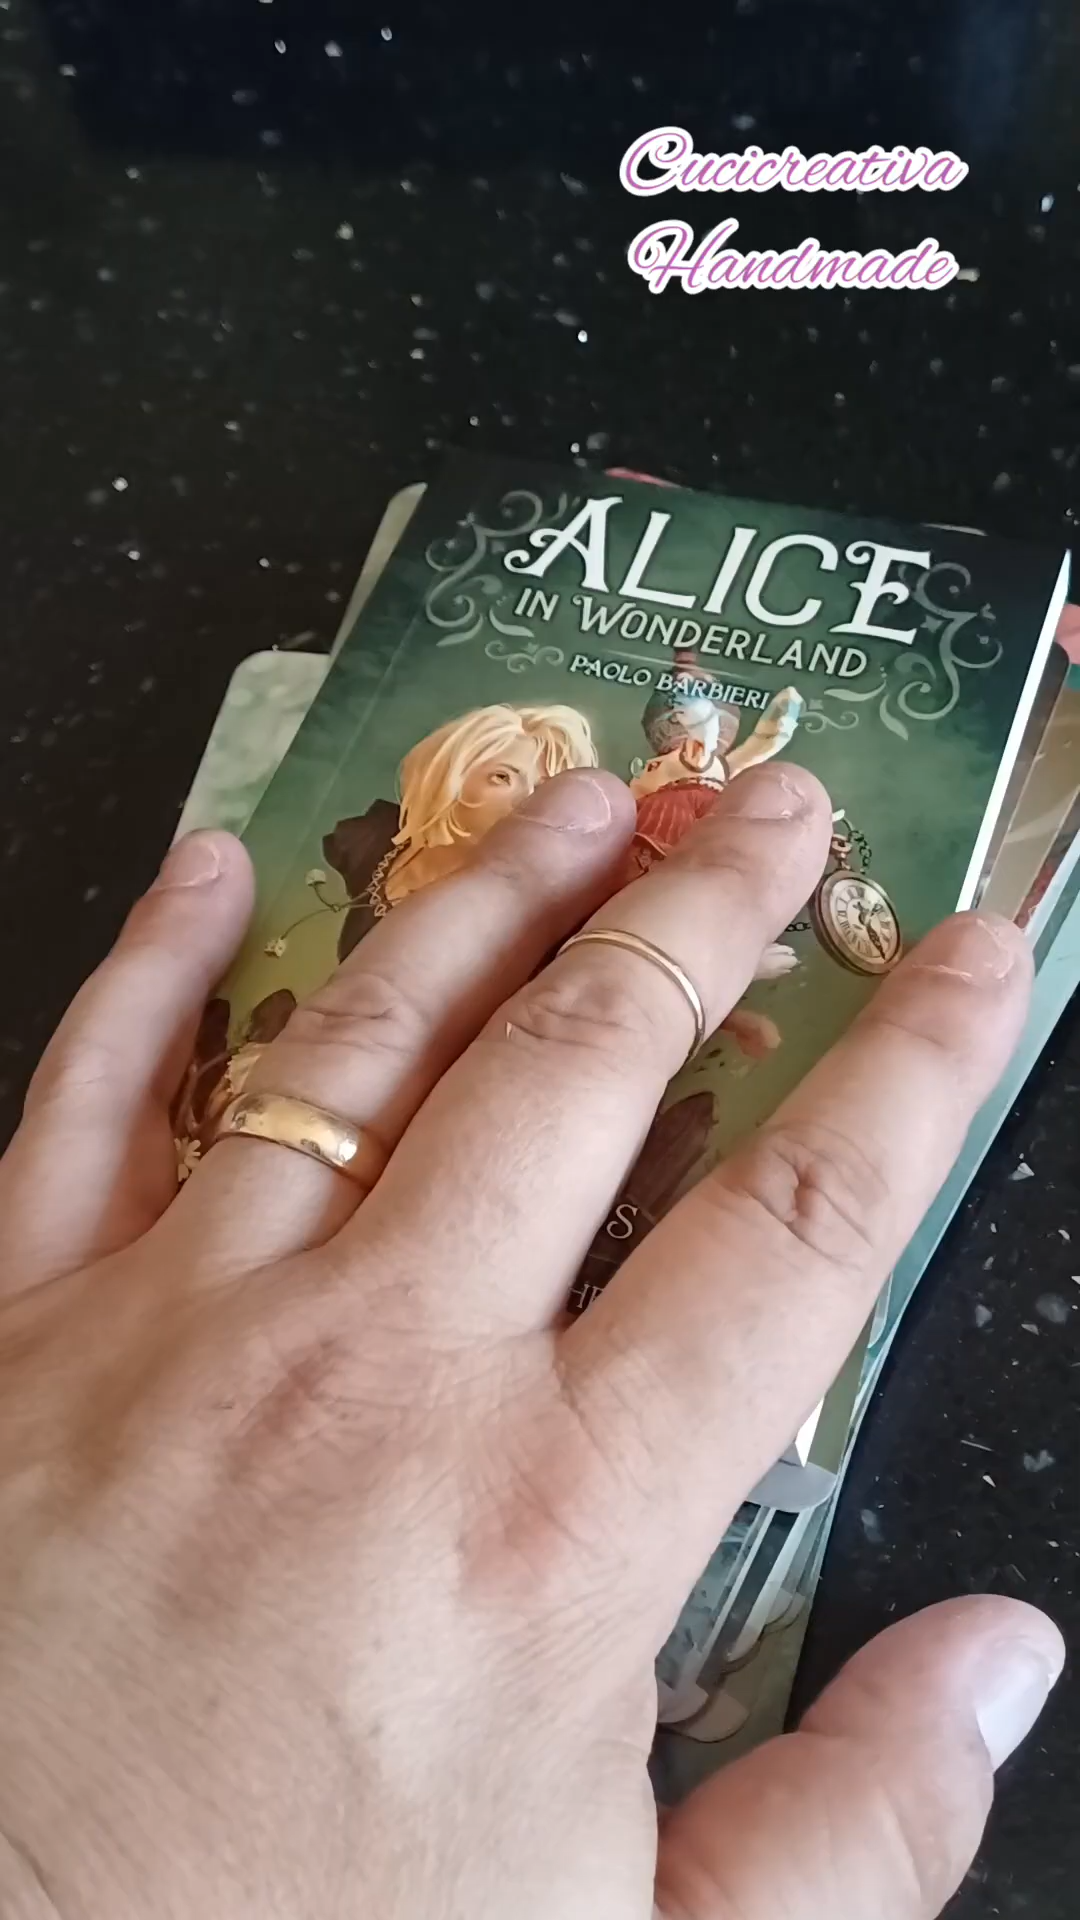 Cucicreativa
Handmade
ALICE
IN WONDERLAND
PAOLO BARBIERI
S